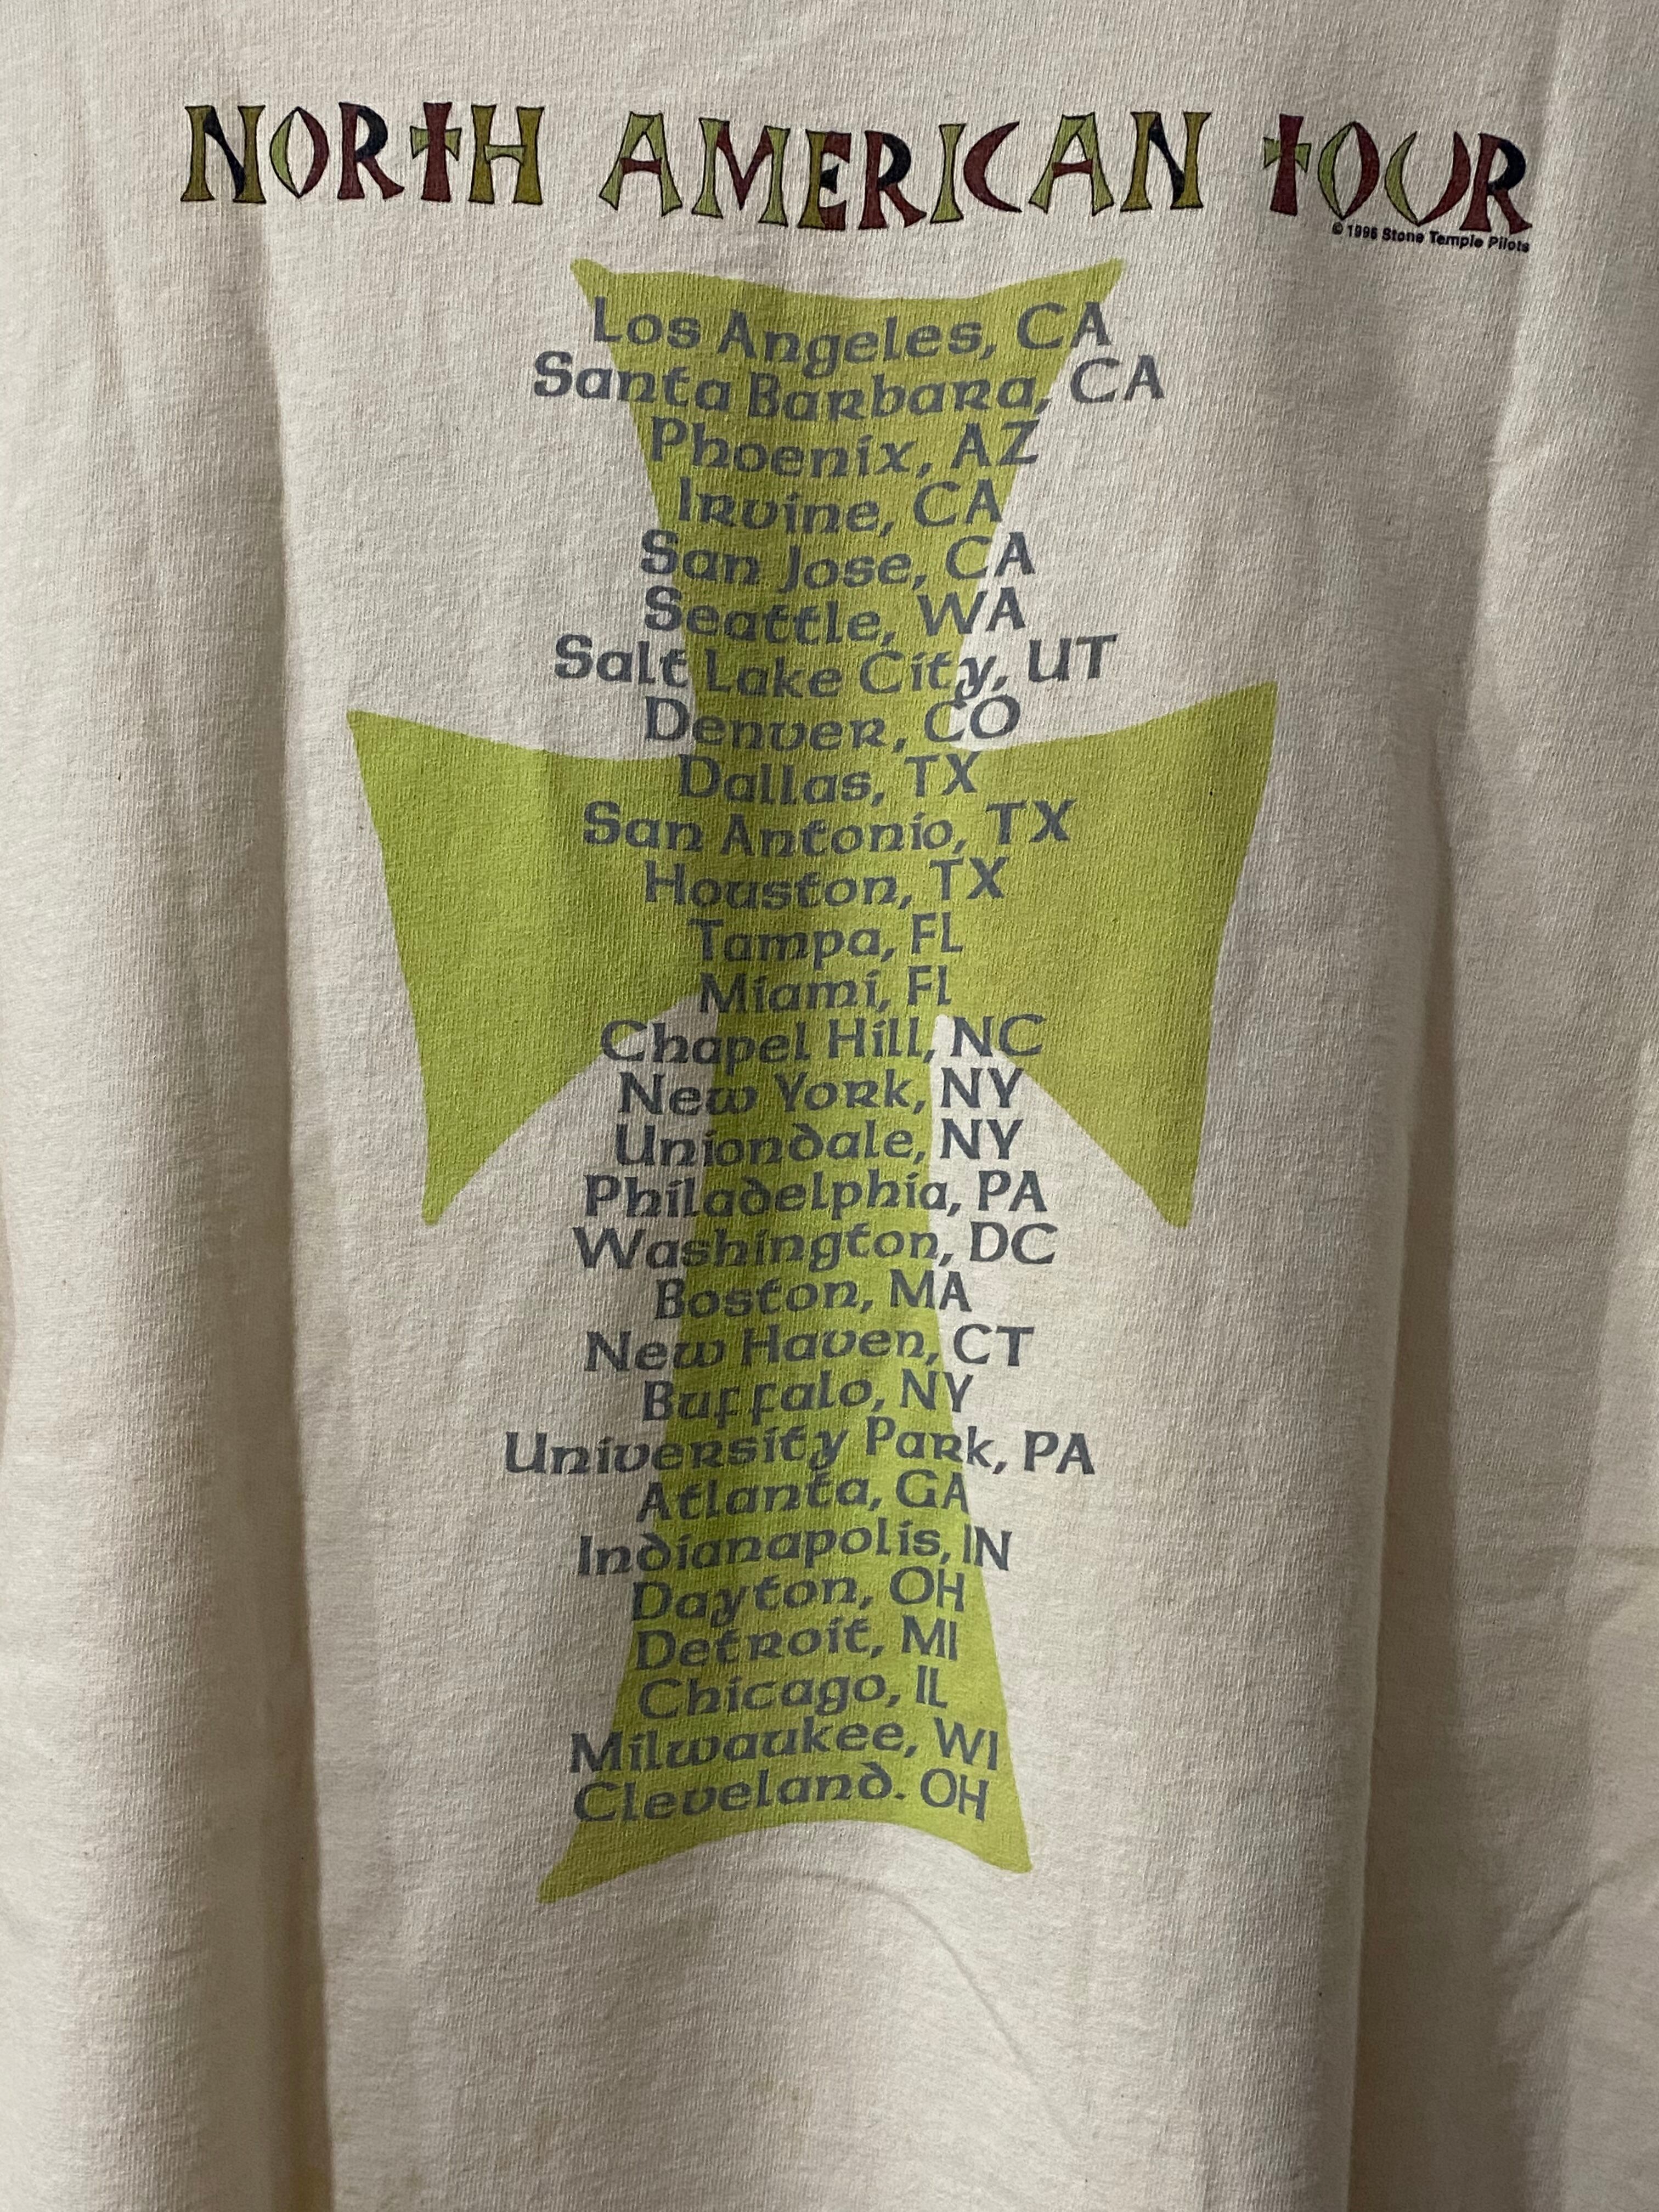 NORTH AMERICAN TOUR
© 1996 Stone Temple Pilots
Los Angeles, CA
Santa Barbara, CA
Phoenix, AZ
Irvine, CA
San Jose, CA
Seattle, WA
Salt Lake City, UT
Denver, CO
Dallas, TX
San Antonio, TX
Houston, TX
Tampa, FL
Miami, FL
Chapel Hill, NC
New York, NY
Uniondale, NY
Philadelphia, PA
Washington, DC
Boston, MA
New Haven, CT
Buffalo, NY
University Park, PA
Atlanta, GA
Indianapolis, IN
Dayton, OH
Detroit, MI
Chicago, IL
Milwaukee, WI
Cleveland. OH